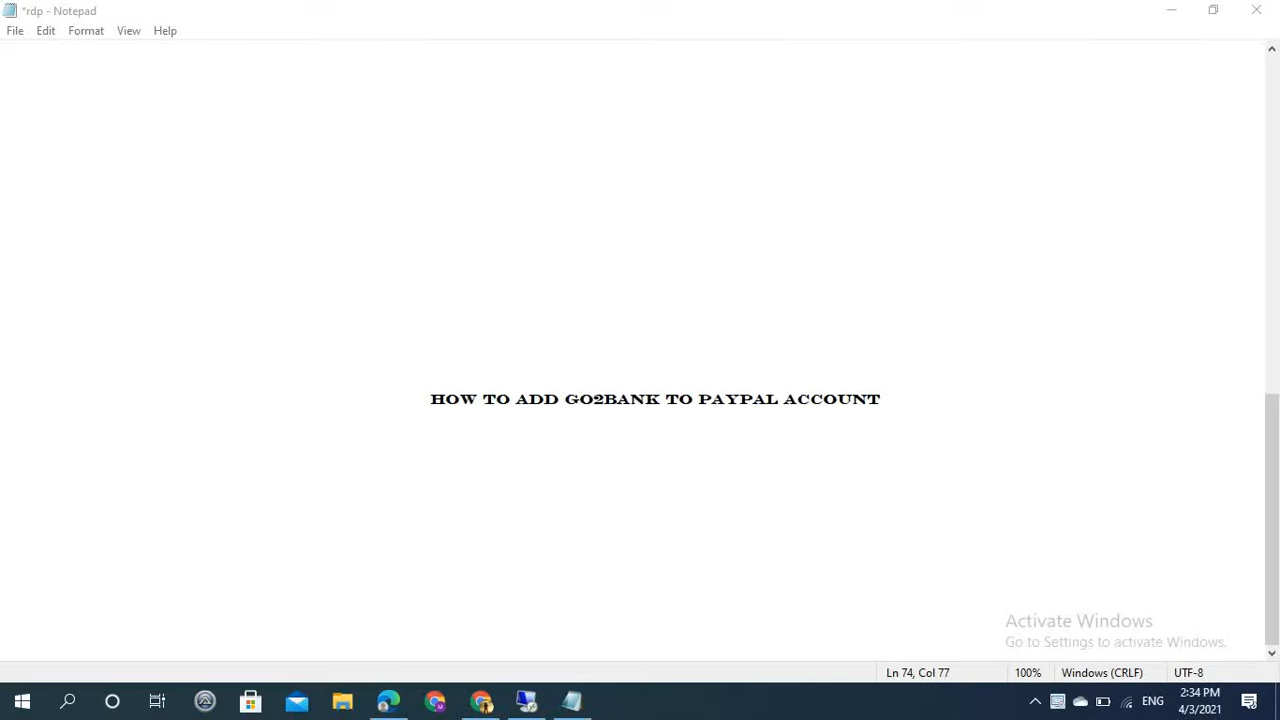 *rdp - Notepad
File Edit Format View Help
HOW TO ADD GO2BANK TO PAYPAL ACCOUNT
Activate Windows
Go to Settings to activate Windows.
Ln 74, Col 77 100% Windows (CRLF) UTF-8
ENG
2:34 PM
4/3/2021